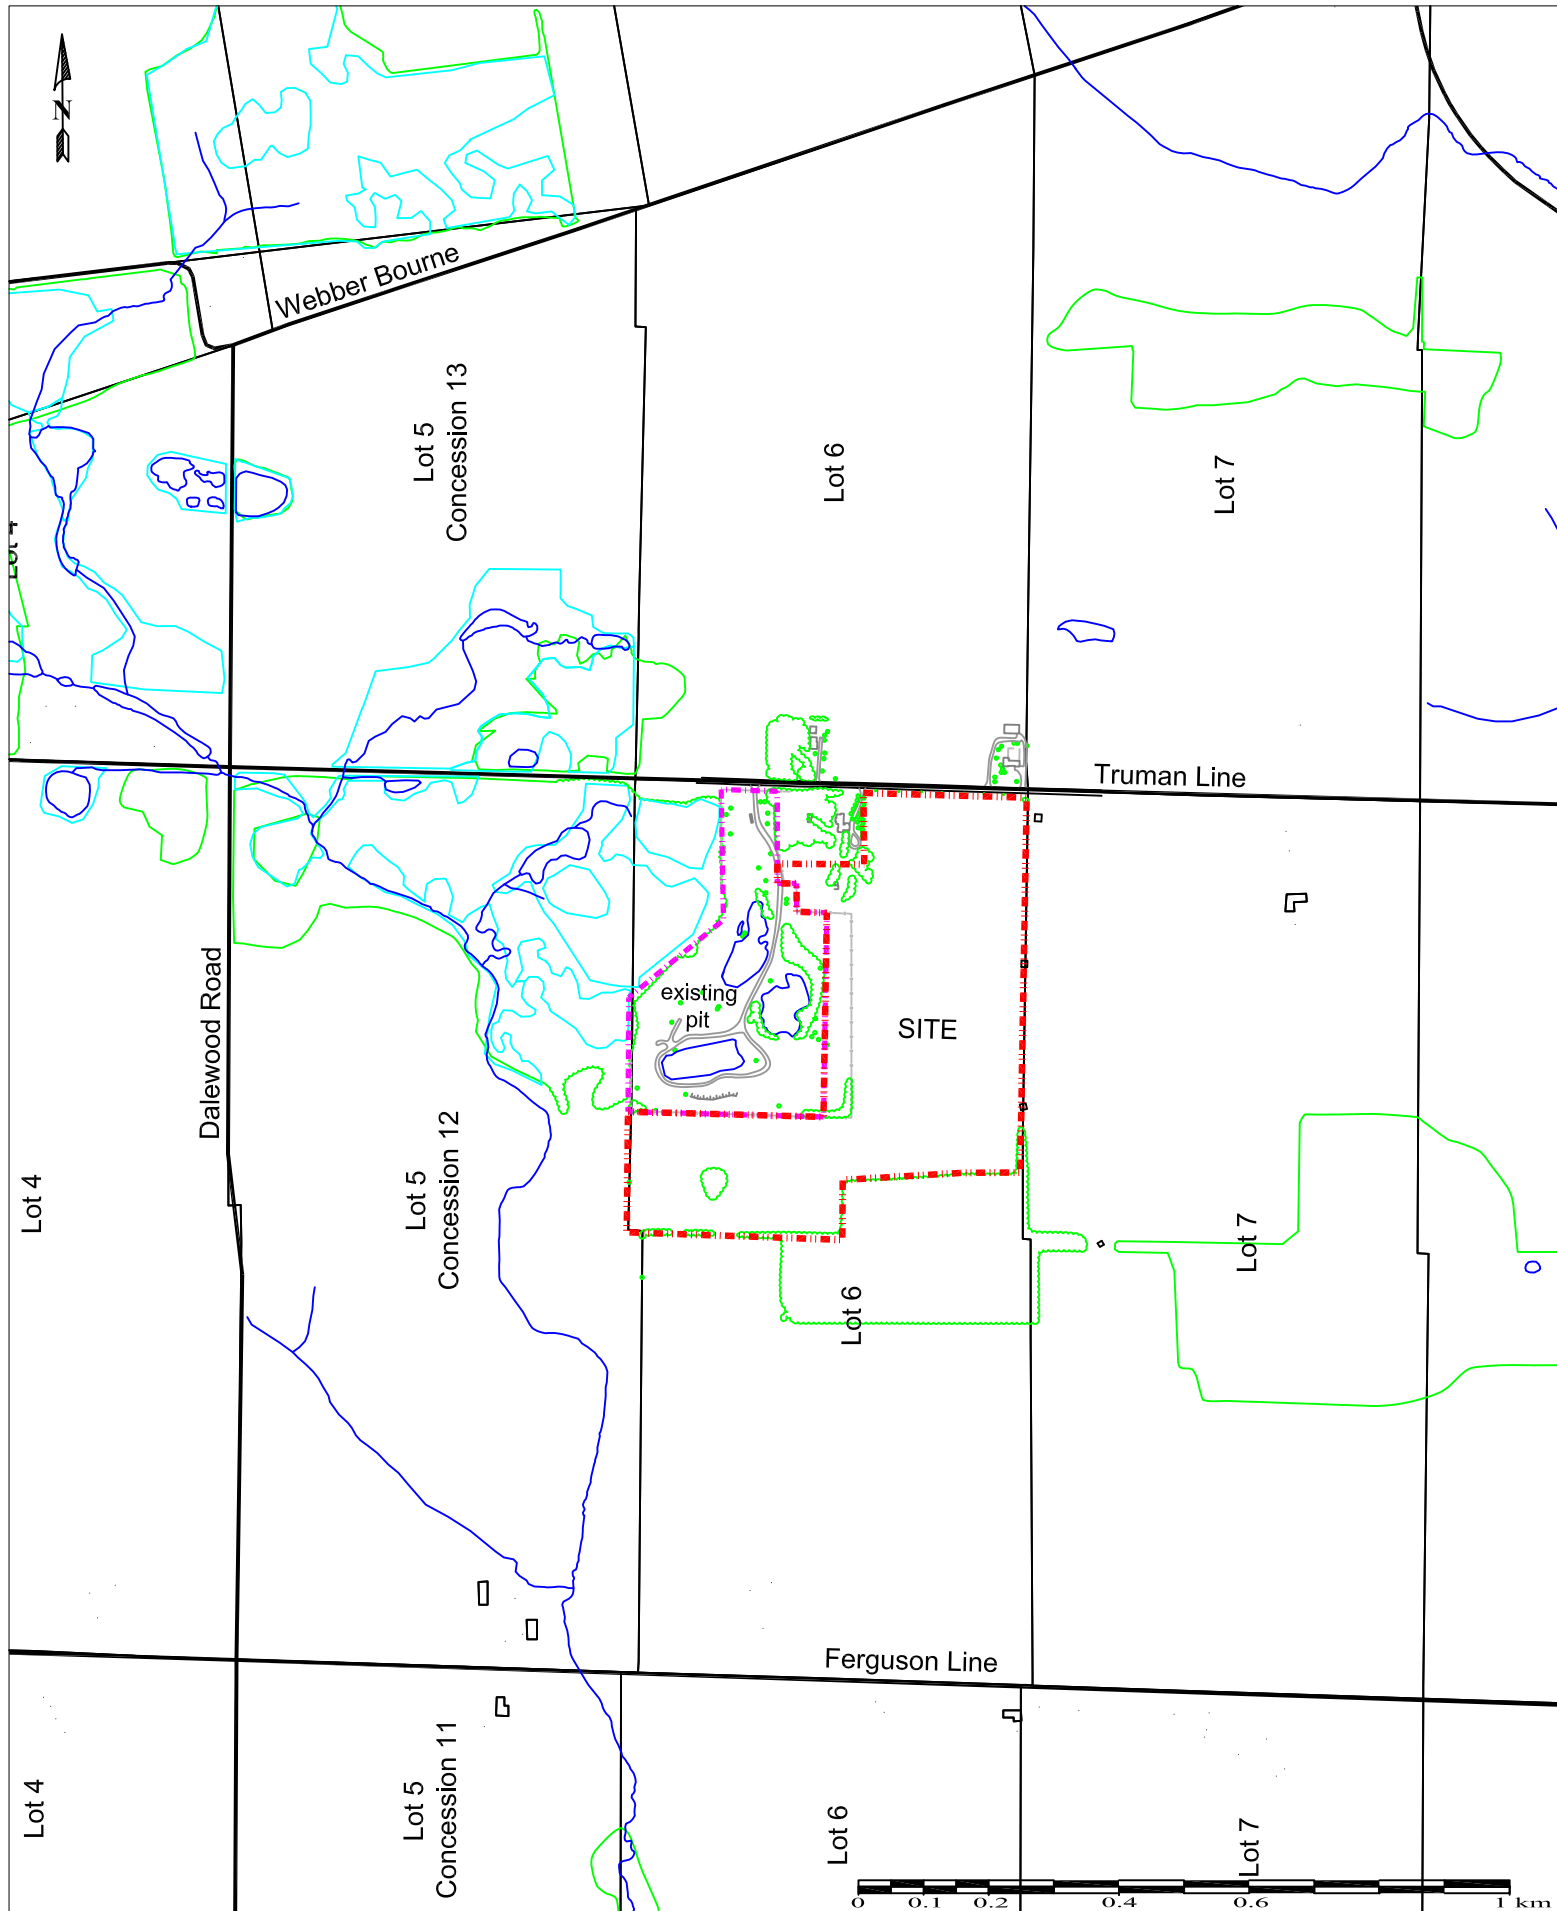 N
Webber Bourne
Lot 5
Concession 13
Lot 6
Lot 7
Lot 4
Truman Line
existing
pit
SITE
Dalewood Road
Lot 4
Lot 5
Concession 12
Lot 7
Lot 6
Ferguson Line
Lot 4
Lot 5
Concession 11
Lot 6
Lot 7
0 0.1 0.2 0.4 0.6 1 km